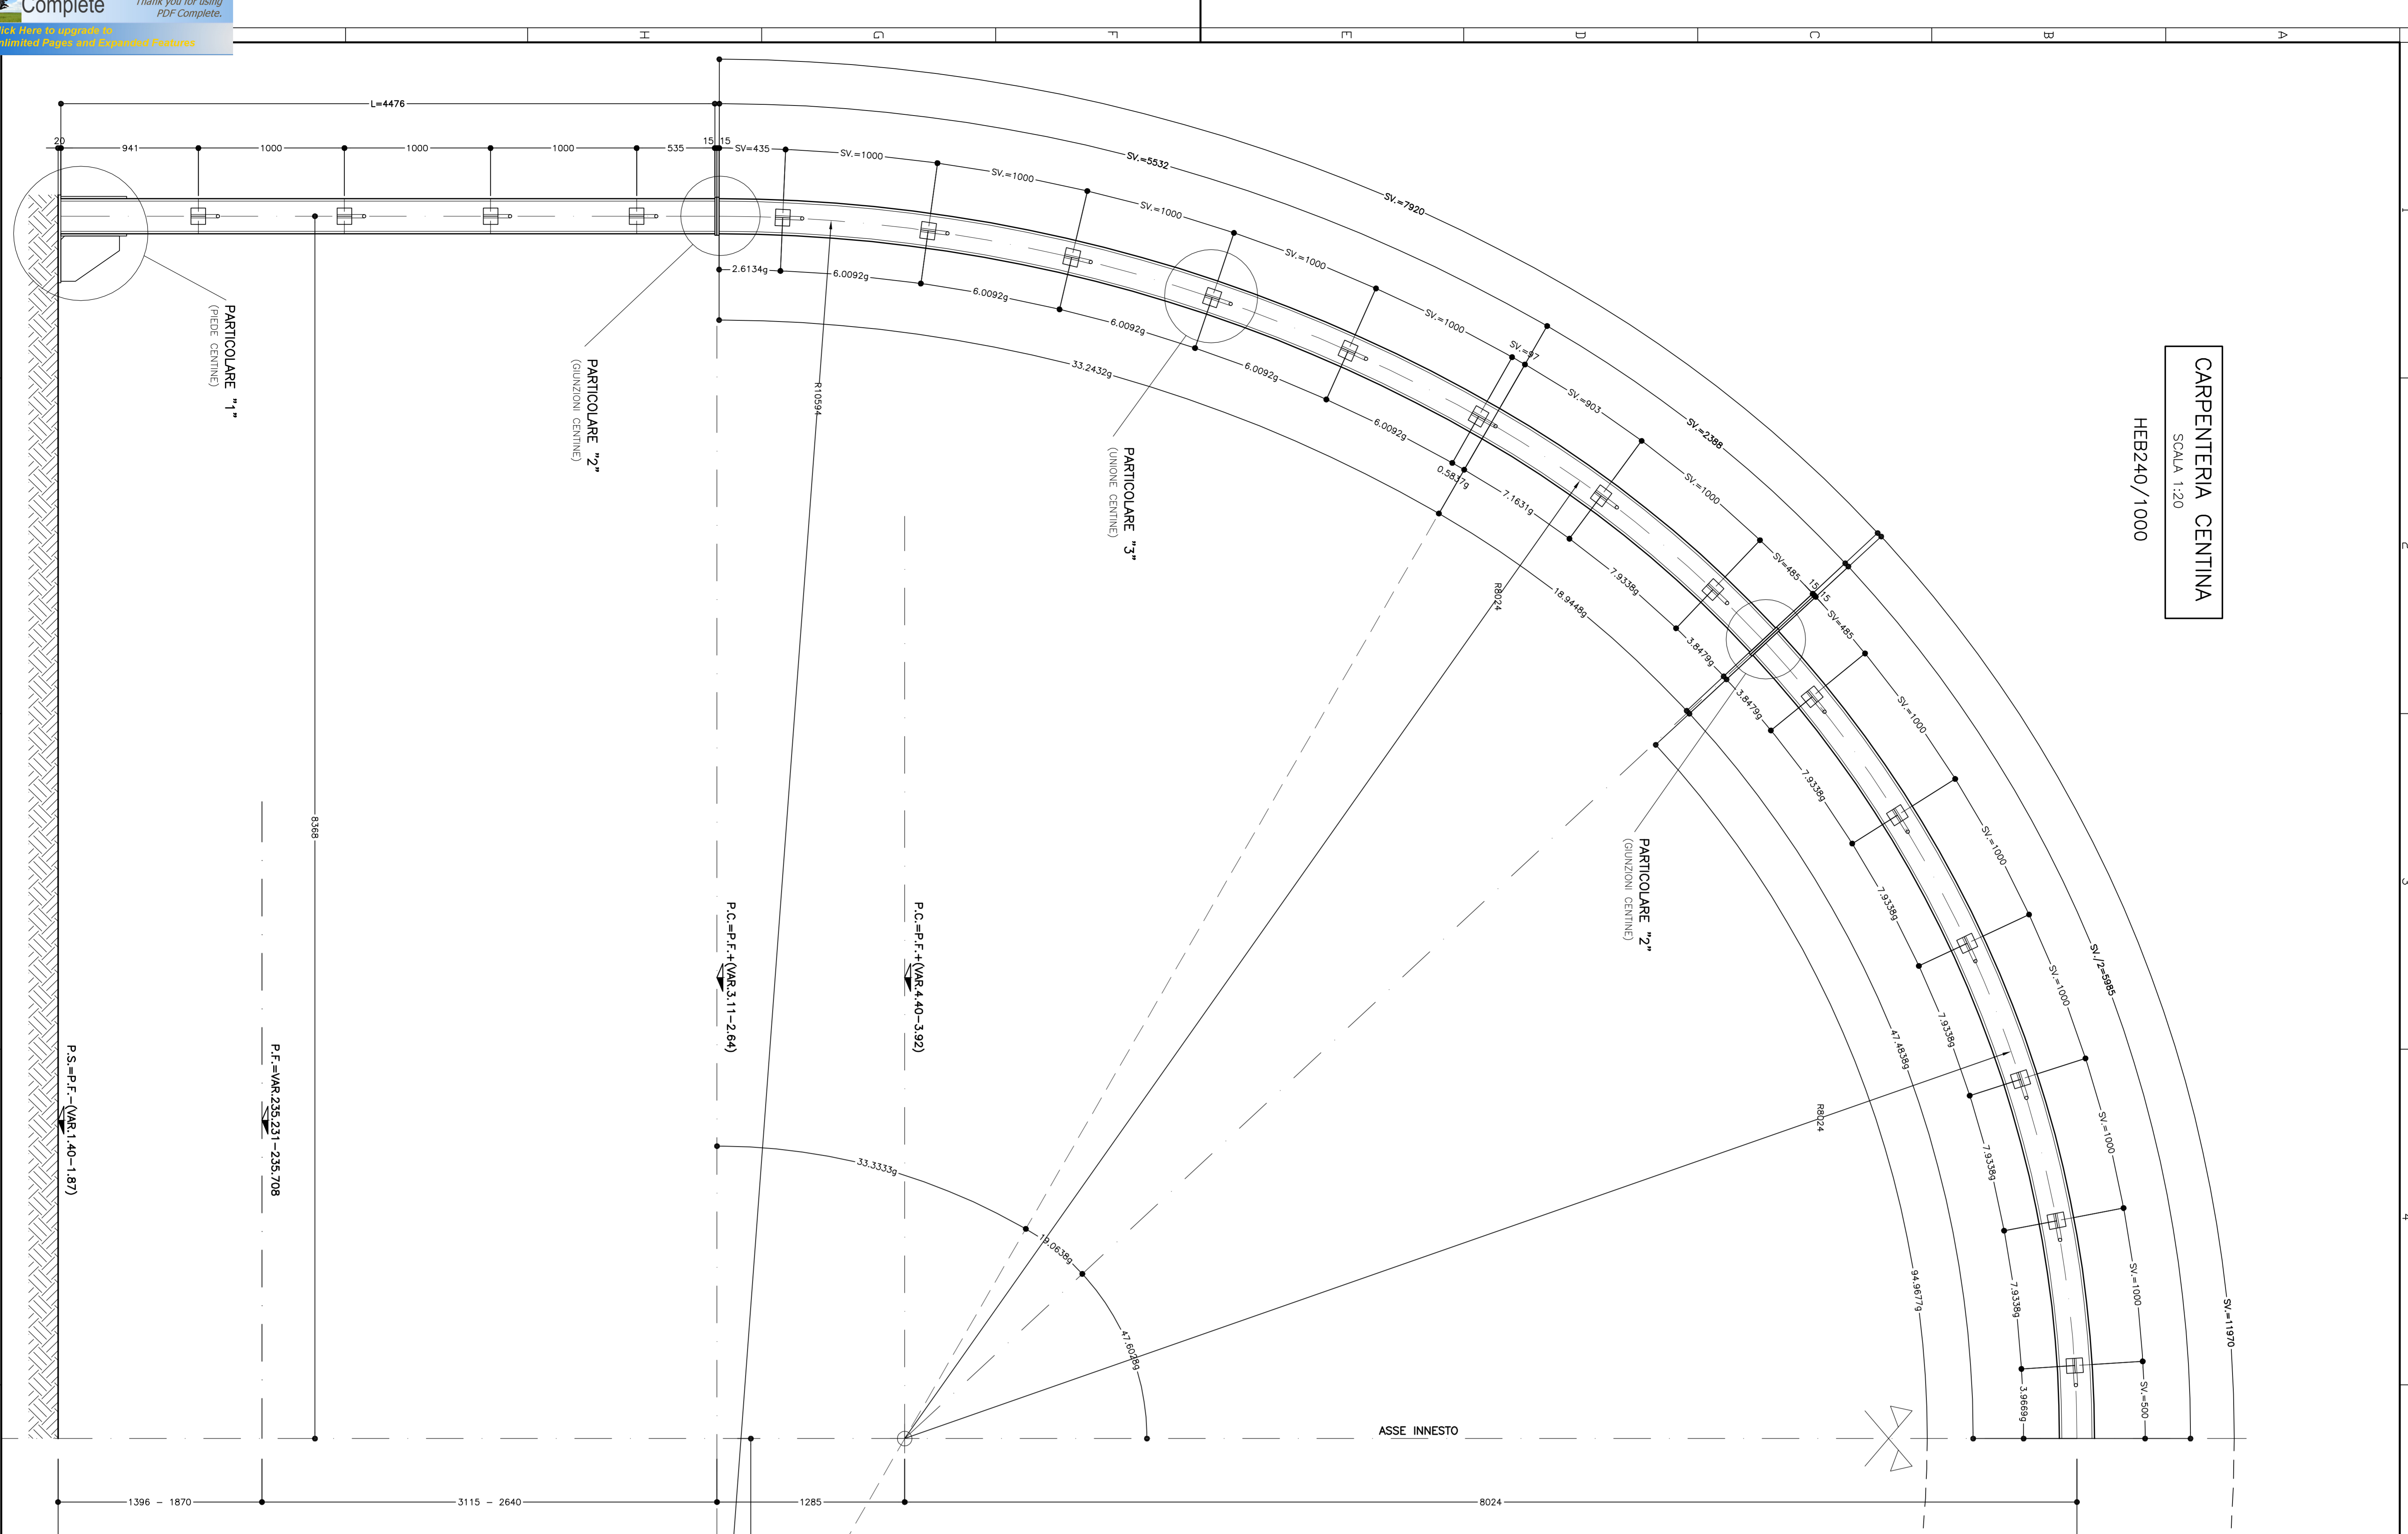 Complete
Thank you for using
PDF Complete.
Click Here to upgrade to
Unlimited Pages and Expanded Features
H
G
F
E
D
C
B
A
1
2
3
4
CARPENTERIA CENTINA
SCALA 1:20
HEB240/1000
L=4476
20
941
1000
1000
1000
535
15
15
SV=435
SV.=1000
SV.=1000
SV.=1000
SV.=1000
SV.=1000
SV.=97
SV.=903
SV.=1000
SV=485
15
15
SV=485
SV.=1000
SV.=1000
SV.=1000
SV.=1000
SV.=1000
SV.=500
SV.=5532
SV.=7920
SV.=2388
SV./2=5985
SV.=11970
2.6134g
6.0092g
6.0092g
6.0092g
6.0092g
6.0092g
0.5837g
7.1631g
7.9338g
3.8479g
3.8479g
7.9338g
7.9338g
7.9338g
7.9338g
7.9338g
3.9669g
33.2432g
18.9448g
47.4838g
94.9677g
R10594
R8024
R8024
PARTICOLARE "1"
(PIEDE CENTINE)
PARTICOLARE "2"
(GIUNZIONI CENTINE)
PARTICOLARE "3"
(UNIONE CENTINE)
PARTICOLARE "2"
(GIUNZIONI CENTINE)
8368
P.S.=P.F.-(VAR.1.40-1.87)
P.F.=VAR.235.231-235.708
P.C.=P.F.+(VAR.3.11-2.64)
P.C.=P.F.+(VAR.4.40-3.92)
33.3333g
19.0638g
47.6028g
ASSE INNESTO
1396 - 1870
3115 - 2640
1285
8024